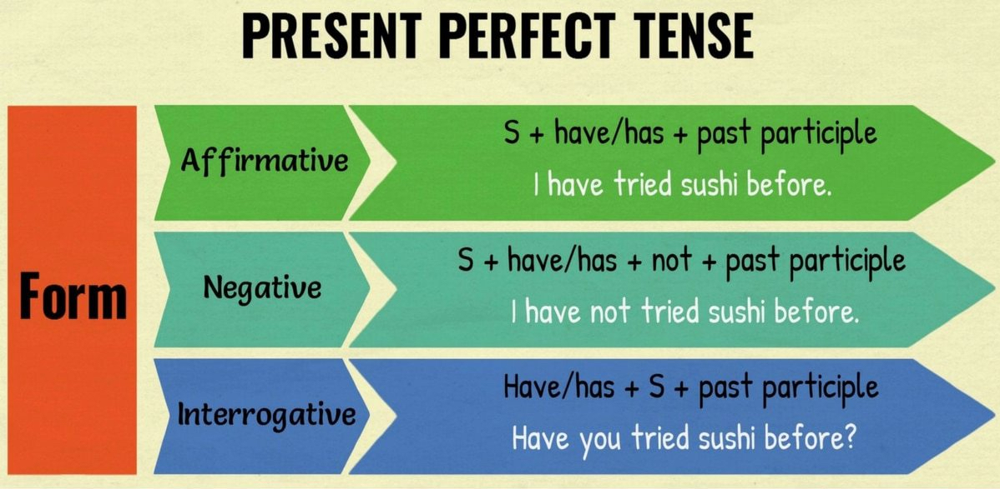 PRESENT PERFECT TENSE
Form
Affirmative
S + have/has + past participle
I have tried sushi before.
Negative
S + have/has + not + past participle
I have not tried sushi before.
Interrogative
Have/has + S + past participle
Have you tried sushi before?